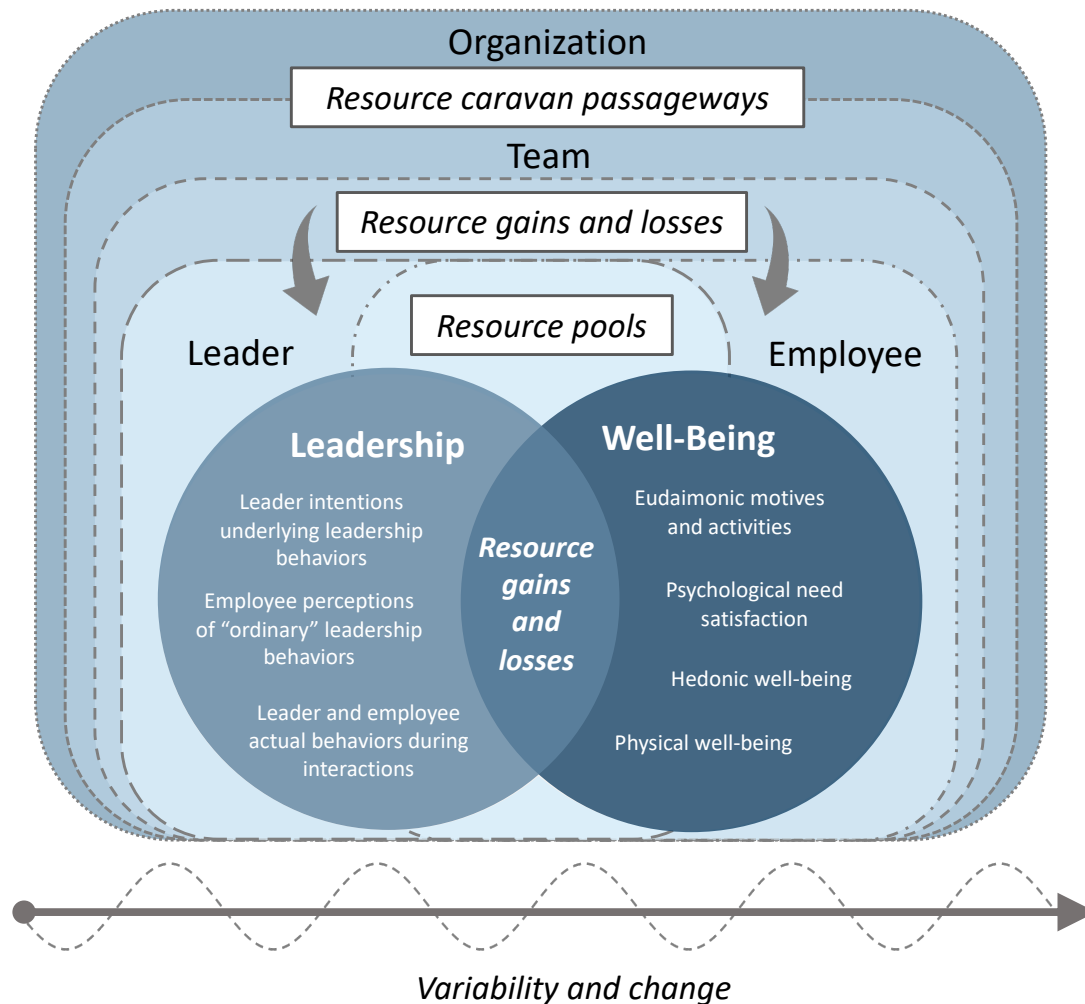 Organization
Resource caravan passageways
Team
Resource gains and losses
Resource pools
Leader
Employee
Leadership
Leader intentions
underlying leadership
behaviors
Employee perceptions
of “ordinary” leadership
behaviors
Leader and employee
actual behaviors during
interactions
Resource
gains
and
losses
Well-Being
Eudaimonic motives
and activities
Psychological need
satisfaction
Hedonic well-being
Physical well-being
Variability and change